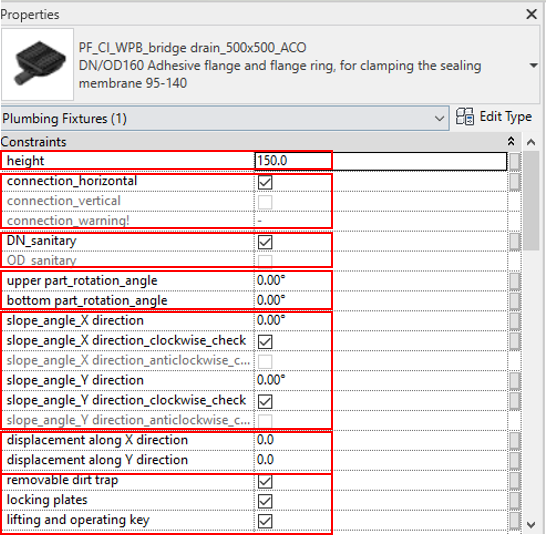 Properties
PF_CI_WPB_bridge drain_500x500_ACO
DN/OD160 Adhesive flange and flange ring, for clamping the sealing
membrane 95-140
Plumbing Fixtures (1)
Edit Type
Constraints
height 150.0
connection_horizontal
connection_vertical
connection_warning! -
DN_sanitary
OD_sanitary
upper part_rotation_angle 0.00°
bottom part_rotation_angle 0.00°
slope_angle_X direction 0.00°
slope_angle_X direction_clockwise_check
slope_angle_X direction_anticlockwise_c...
slope_angle_Y direction 0.00°
slope_angle_Y direction_clockwise_check
slope_angle_Y direction_anticlockwise_c...
displacement along X direction 0.0
displacement along Y direction 0.0
removable dirt trap
locking plates
lifting and operating key